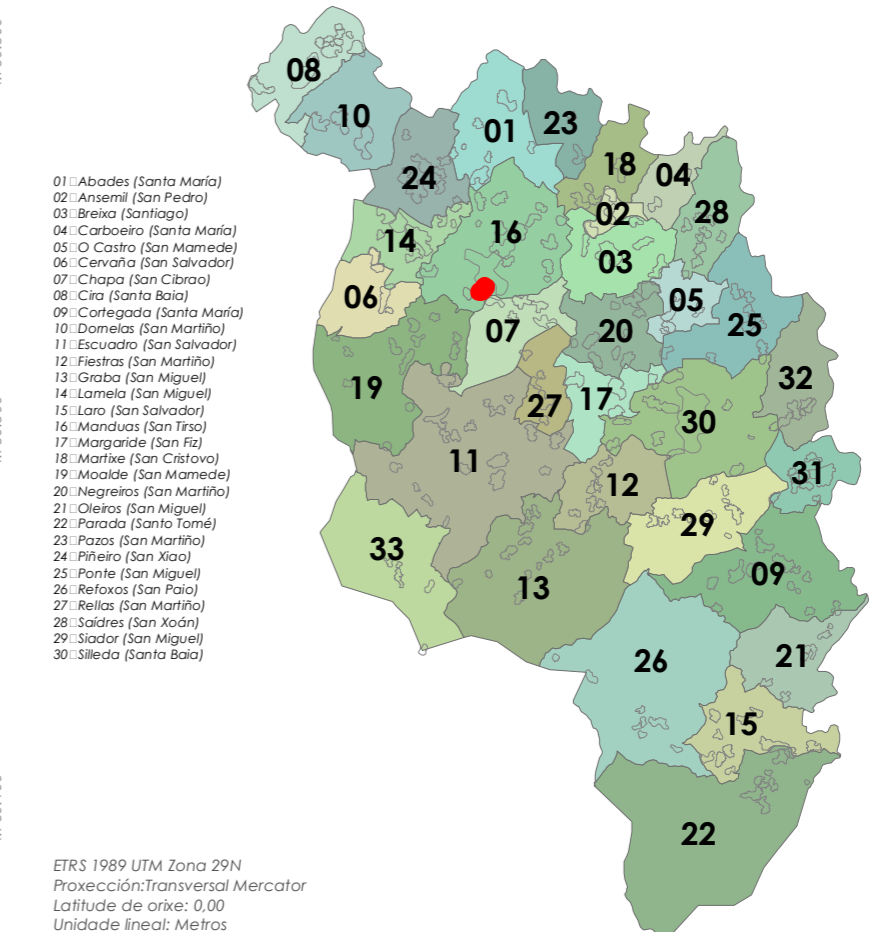 01 Abades (Santa María)
02 Ansemil (San Pedro)
03 Breixa (Santiago)
04 Carboeiro (Santa María)
05 O Castro (San Mamede)
06 Cervaña (San Salvador)
07 Chapa (San Cibrao)
08 Cira (Santa Baia)
09 Cortegada (Santa María)
10 Dornelas (San Martiño)
11 Escuadro (San Salvador)
12 Fiestras (San Martiño)
13 Graba (San Miguel)
14 Lamela (San Miguel)
15 Laro (San Salvador)
16 Manduas (San Tirso)
17 Margaride (San Fiz)
18 Martixe (San Cristovo)
19 Moalde (San Mamede)
20 Negreiros (San Martiño)
21 Oleiros (San Miguel)
22 Parada (Santo Tomé)
23 Pazos (San Martiño)
24 Piñeiro (San Xiao)
25 Ponte (San Miguel)
26 Refoxos (San Paio)
27 Rellas (San Martiño)
28 Saídres (San Xoán)
29 Siador (San Miguel)
30 Silleda (Santa Baia)
ETRS 1989 UTM Zona 29N
Proxección:Transversal Mercator
Latitude de orixe: 0,00
Unidade lineal: Metros
08
10
01
23
24
18
04
02
28
16
14
03
06
05
07
20
25
19
32
17
27
30
11
31
12
29
33
13
09
26
21
15
22